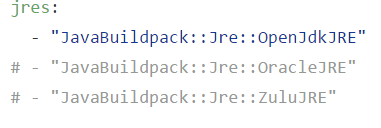 jres:
  - "JavaBuildpack::Jre::OpenJdkJRE"
# - "JavaBuildpack::Jre::OracleJRE"
# - "JavaBuildpack::Jre::ZuluJRE"